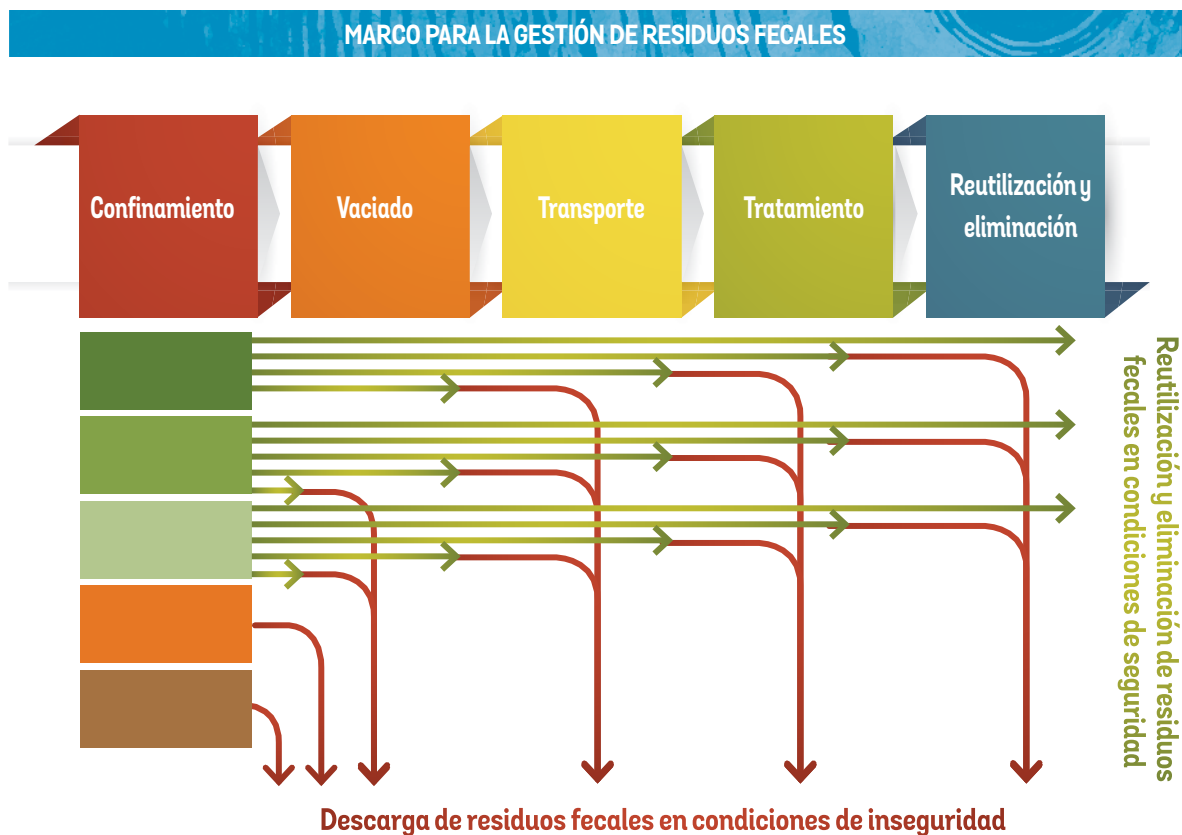 MARCO PARA LA GESTIÓN DE RESIDUOS FECALES
Confinamiento
Vaciado
Transporte
Tratamiento
Reutilización y
eliminación
Reutilización y eliminación de residuos
fecales en condiciones de seguridad
Descarga de residuos fecales en condiciones de inseguridad